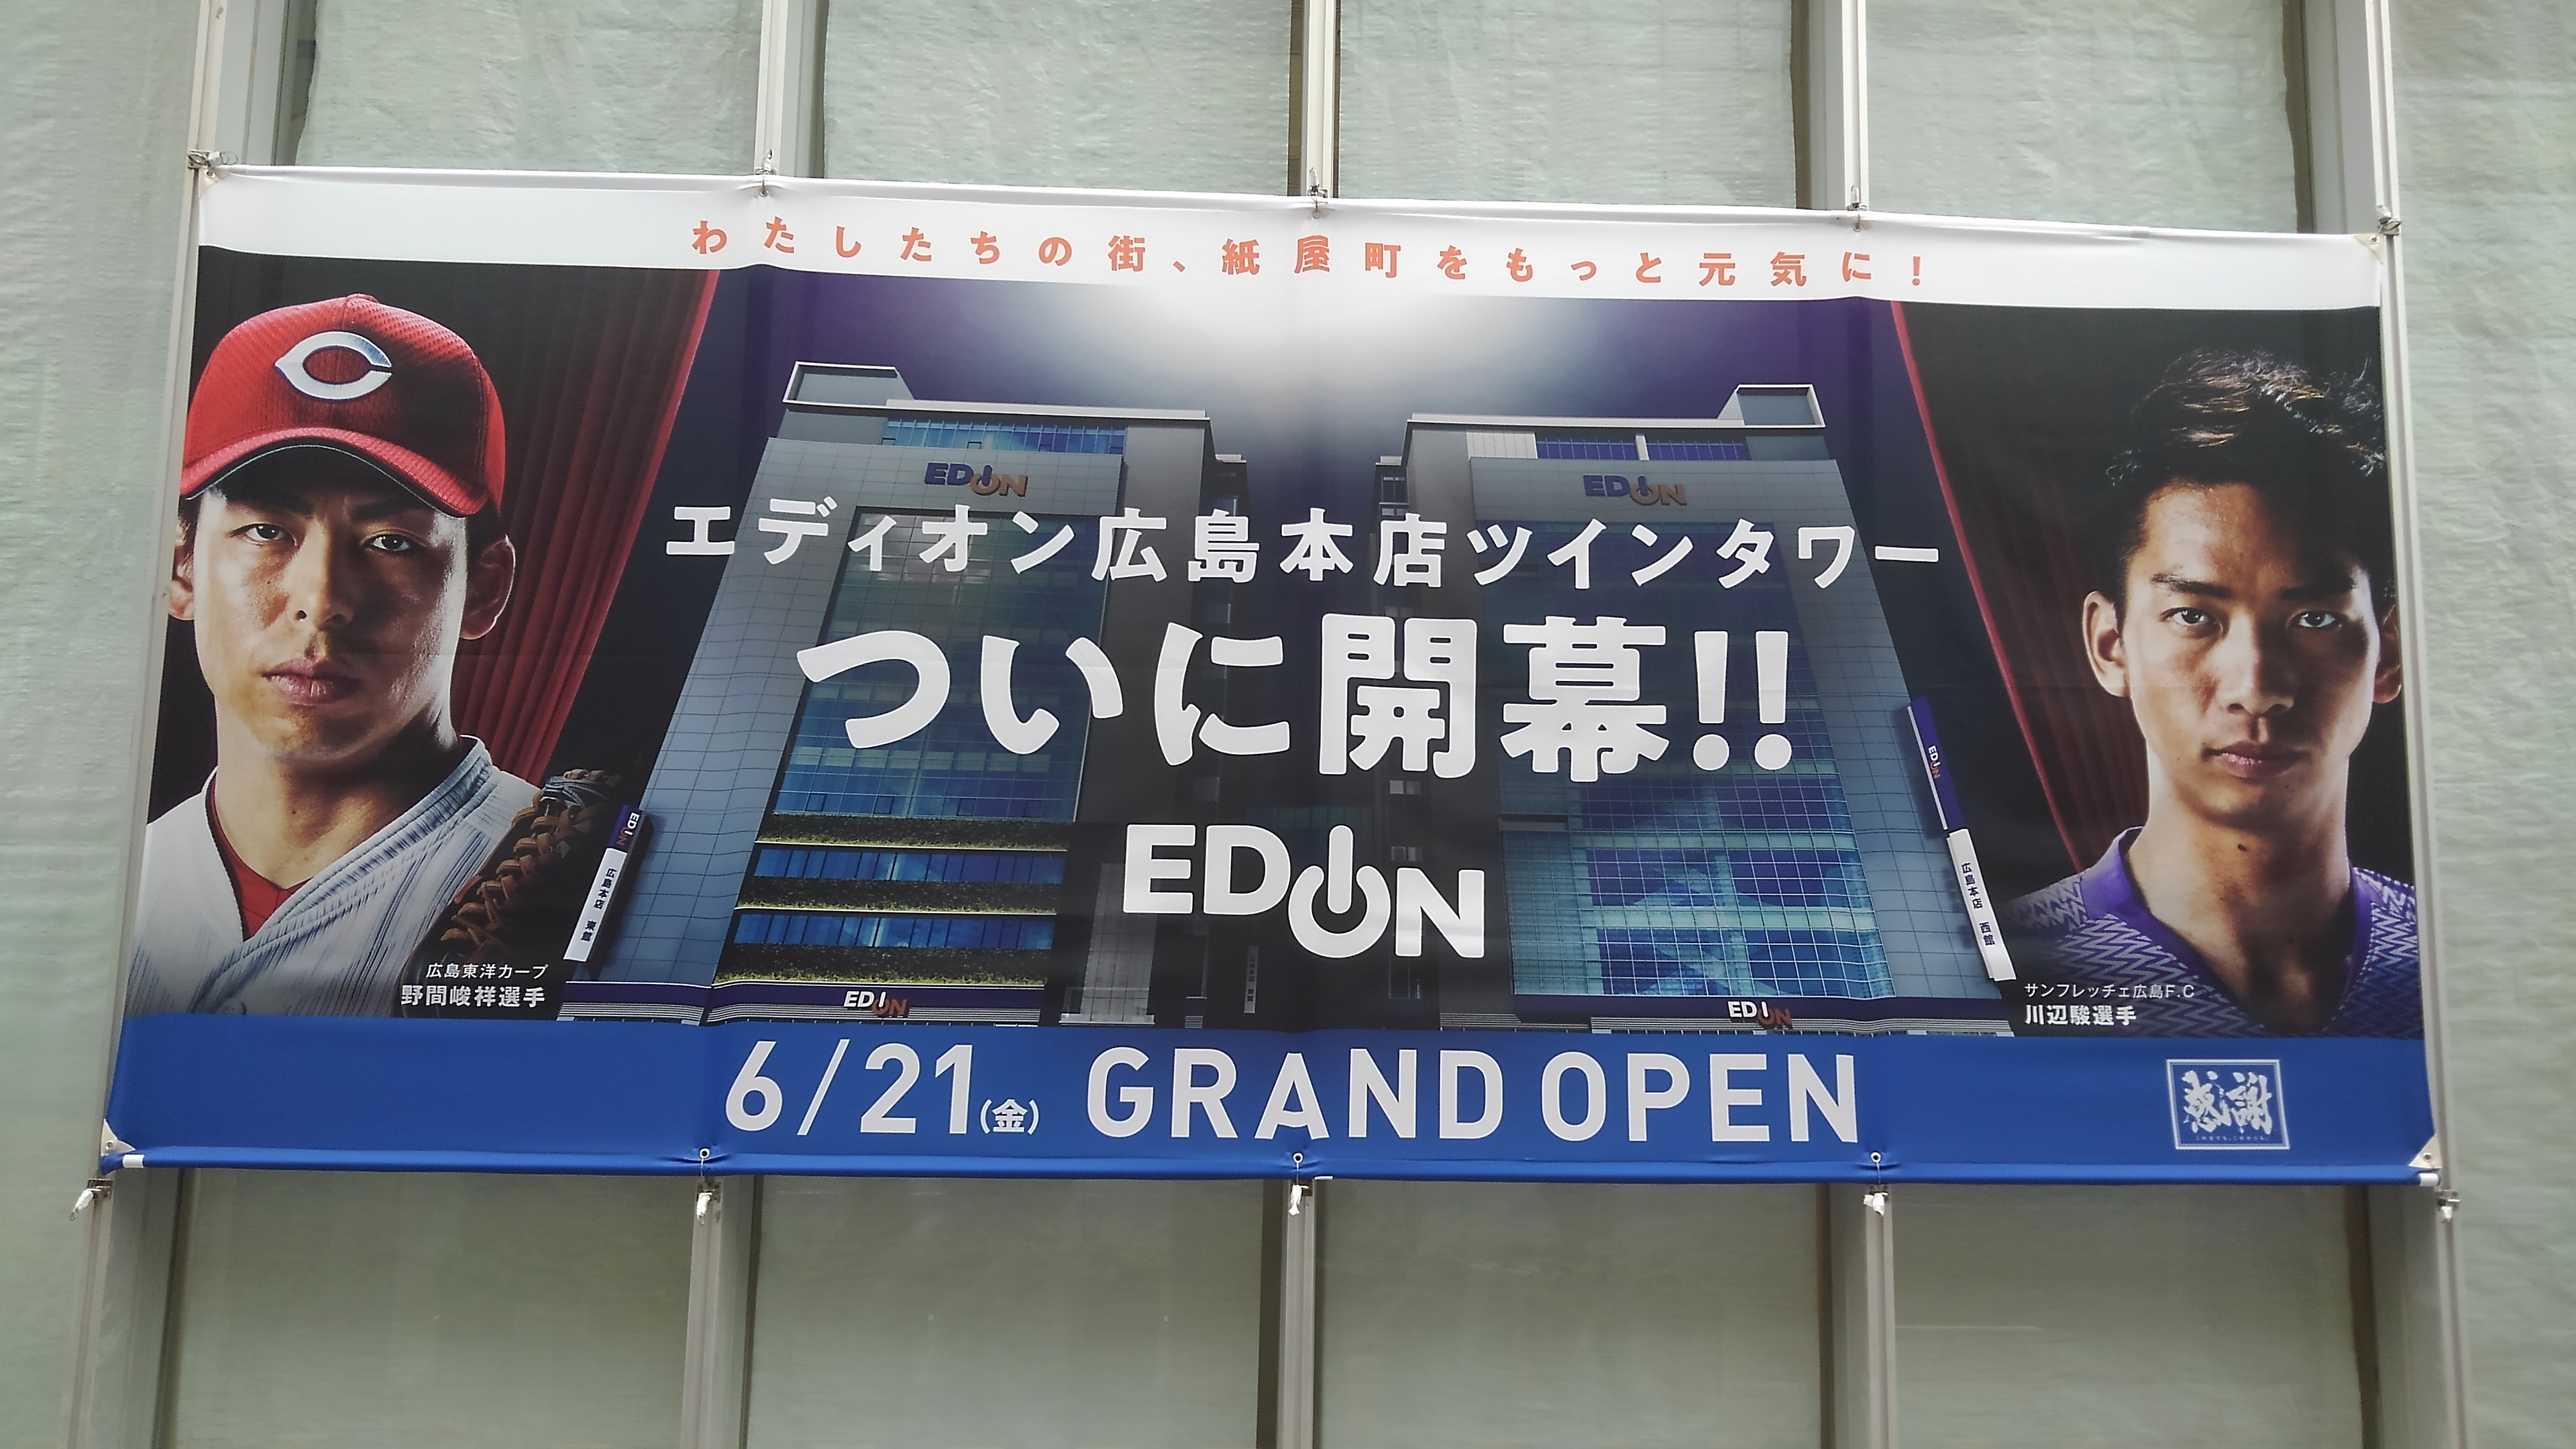 わたしたちの街、紙屋町をもっと元気に!
C
EDION
EDION
エディオン広島本店ツインタワー
ついに開幕!!
EDION
EDION
広島本店 東館
EDION
広島本店 西館
広島東洋カープ
野間峻祥選手
サンフレッチェ広島F.C
川辺駿選手
EDION
EDION
6/21(金) GRAND OPEN
感謝